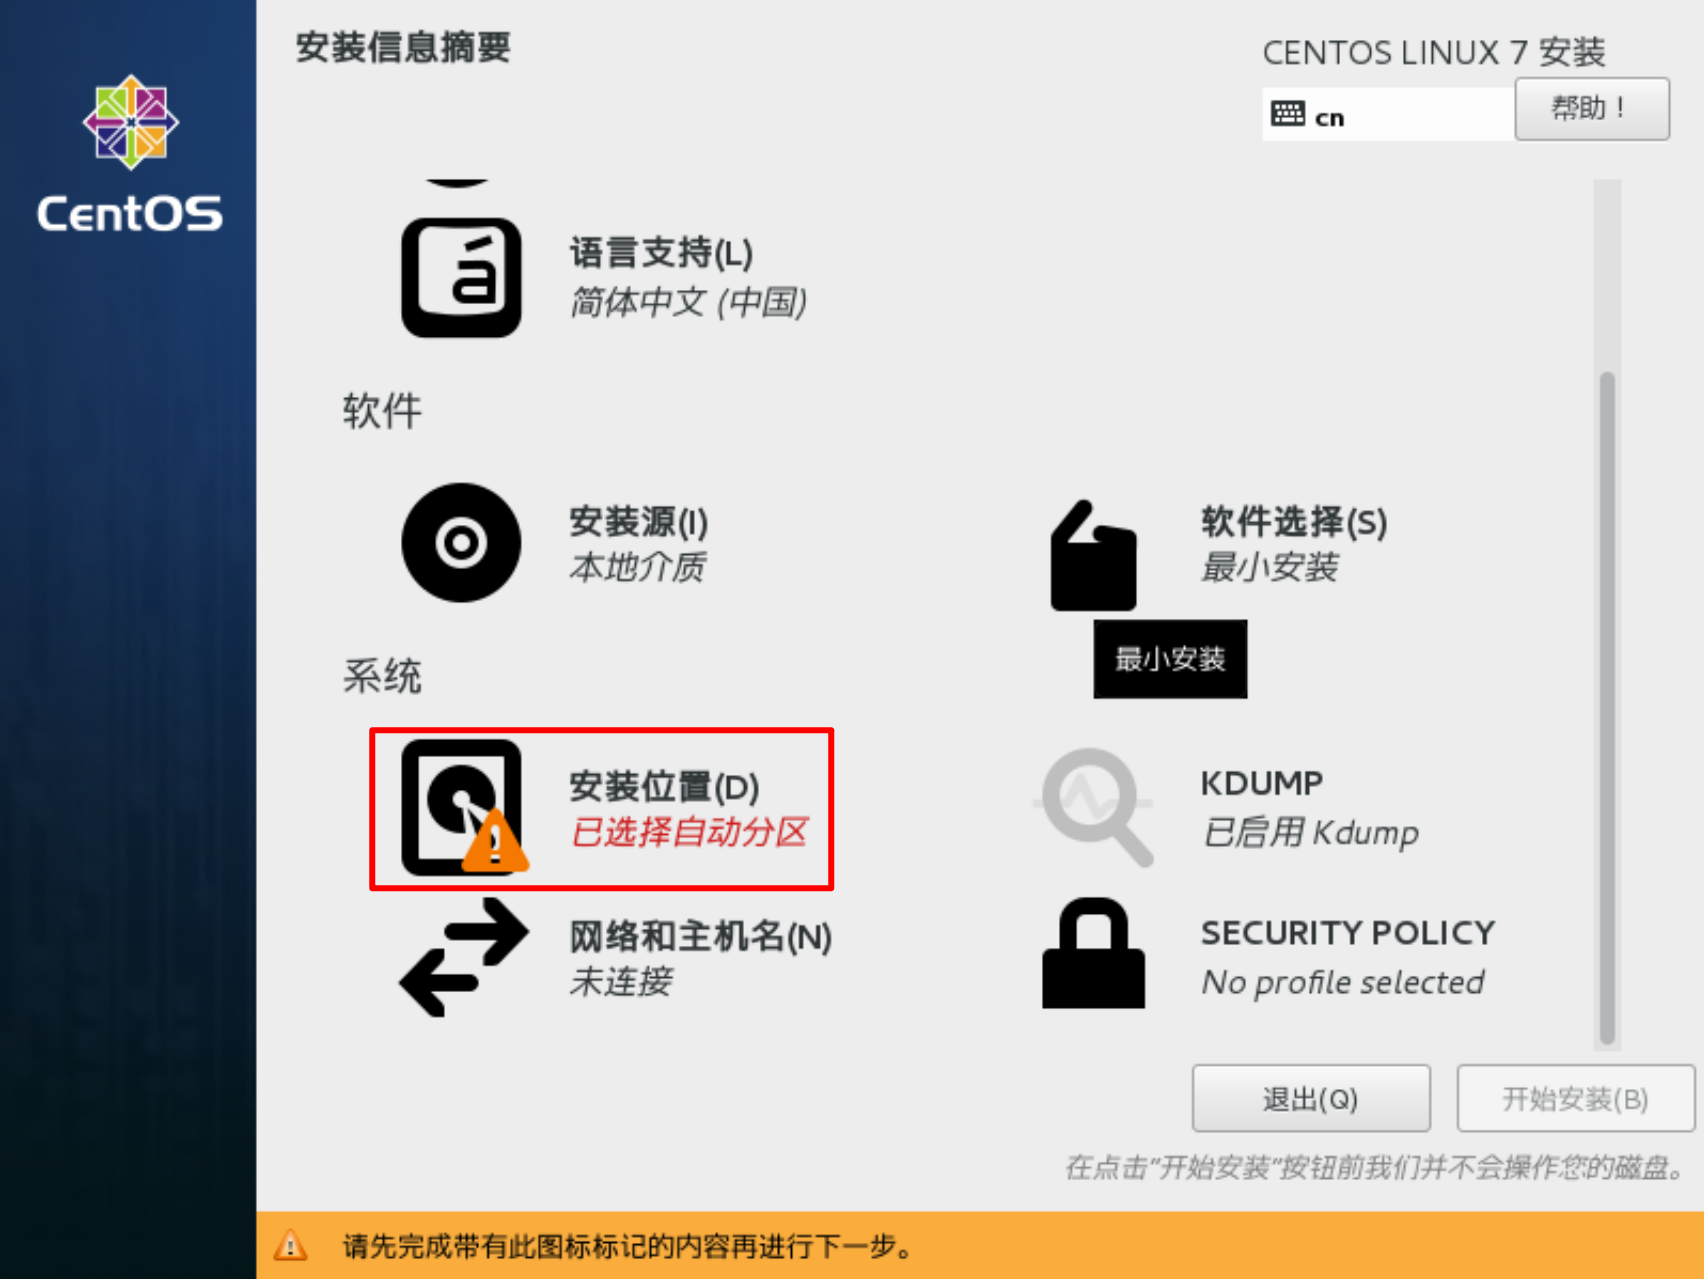 安装信息摘要
CENTOS LINUX 7 安装
cn
帮助！
CentOS
语言支持(L)
简体中文 (中国)
软件
安装源(I)
本地介质
软件选择(S)
最小安装
最小安装
系统
安装位置(D)
已选择自动分区
KDUMP
已启用 Kdump
网络和主机名(N)
未连接
SECURITY POLICY
No profile selected
退出(Q)
开始安装(B)
在点击"开始安装"按钮前我们并不会操作您的磁盘。
请先完成带有此图标标记的内容再进行下一步。